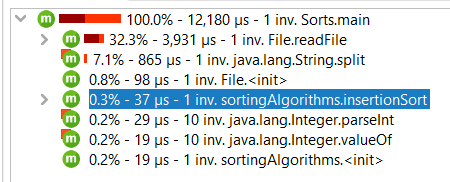 100.0% - 12,180 µs - 1 inv. Sorts.main
32.3% - 3,931 µs - 1 inv. File.readFile
7.1% - 865 µs - 1 inv. java.lang.String.split
0.8% - 98 µs - 1 inv. File.<init>
0.3% - 37 µs - 1 inv. sortingAlgorithms.insertionSort
0.2% - 29 µs - 10 inv. java.lang.Integer.parseInt
0.2% - 19 µs - 10 inv. java.lang.Integer.valueOf
0.2% - 19 µs - 1 inv. sortingAlgorithms.<init>